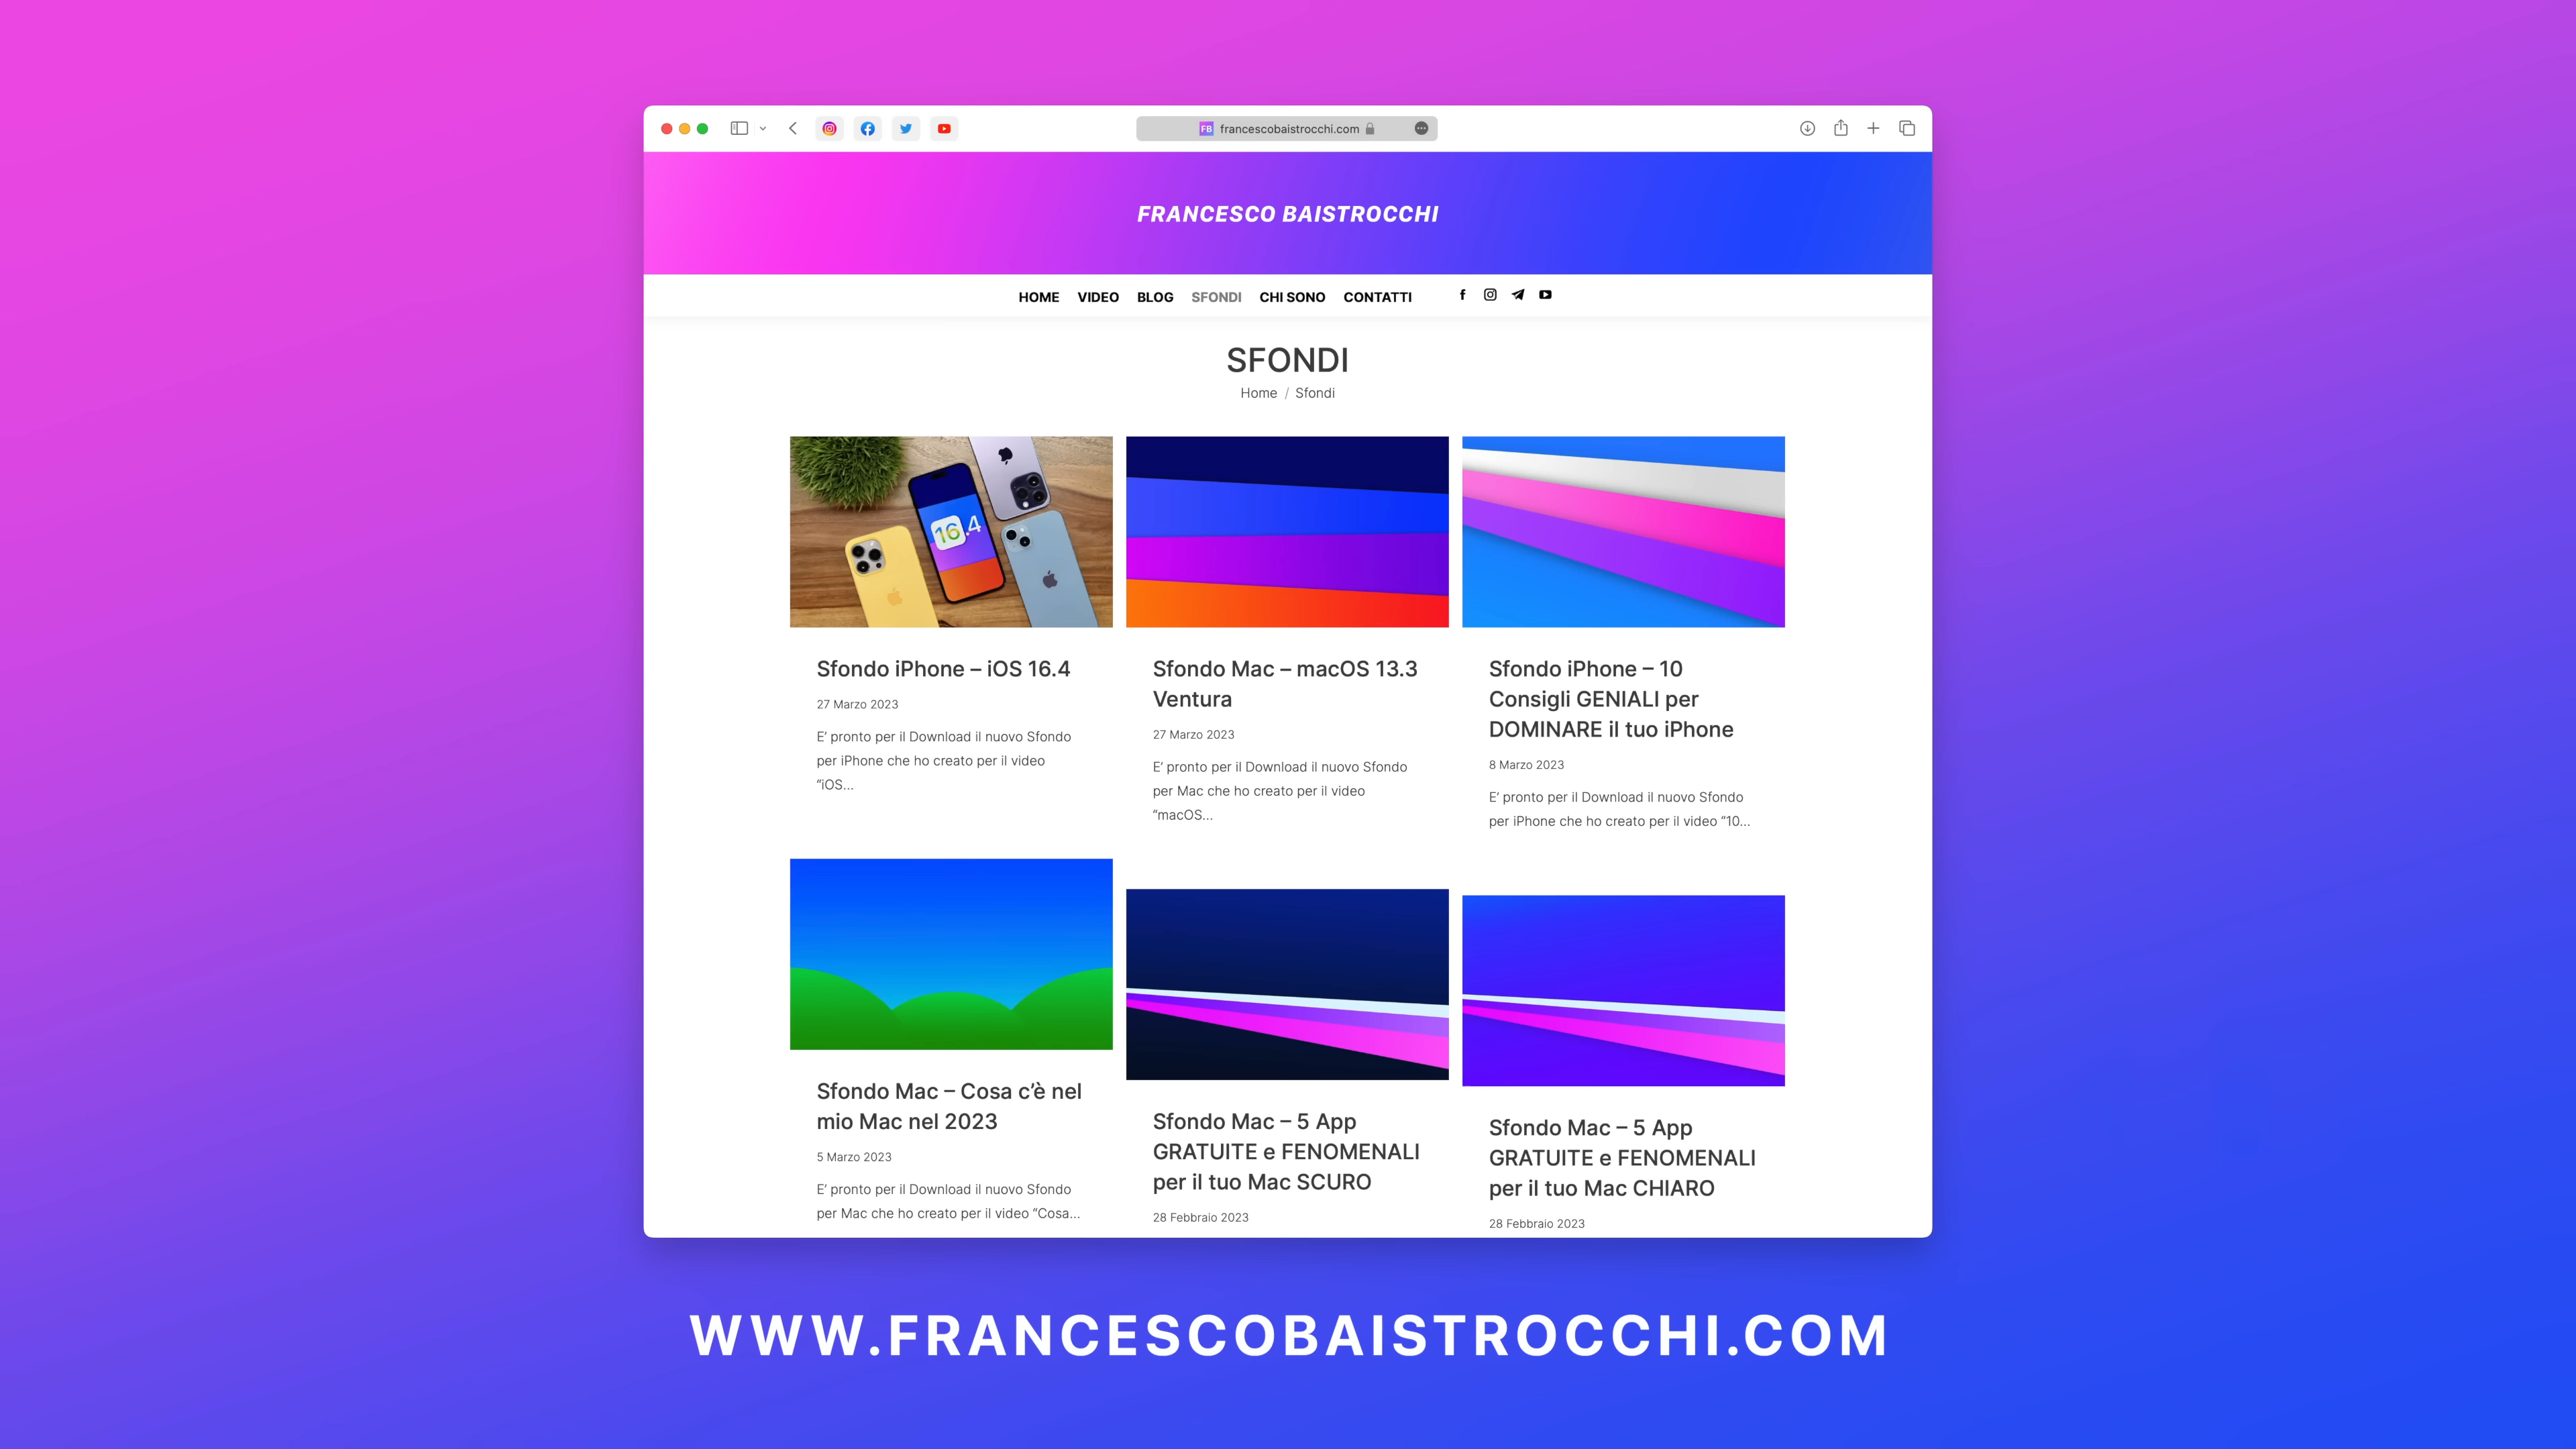 FB francescobaistrocchi.com
FRANCESCO BAISTROCCHI
HOME VIDEO BLOG SFONDI CHI SONO CONTATTI
SFONDI
Home / Sfondi
16.4
Sfondo iPhone – iOS 16.4
27 Marzo 2023
E' pronto per il Download il nuovo Sfondo
per iPhone che ho creato per il video
“iOS...
Sfondo Mac – macOS 13.3
Ventura
27 Marzo 2023
E' pronto per il Download il nuovo Sfondo
per Mac che ho creato per il video
“macOS...
Sfondo iPhone – 10
Consigli GENIALI per
DOMINARE il tuo iPhone
8 Marzo 2023
E' pronto per il Download il nuovo Sfondo
per iPhone che ho creato per il video “10...
Sfondo Mac – Cosa c’è nel
mio Mac nel 2023
5 Marzo 2023
E' pronto per il Download il nuovo Sfondo
per Mac che ho creato per il video “Cosa...
Sfondo Mac – 5 App
GRATUITE e FENOMENALI
per il tuo Mac SCURO
28 Febbraio 2023
Sfondo Mac – 5 App
GRATUITE e FENOMENALI
per il tuo Mac CHIARO
28 Febbraio 2023
WWW.FRANCESCOBAISTROCCHI.COM